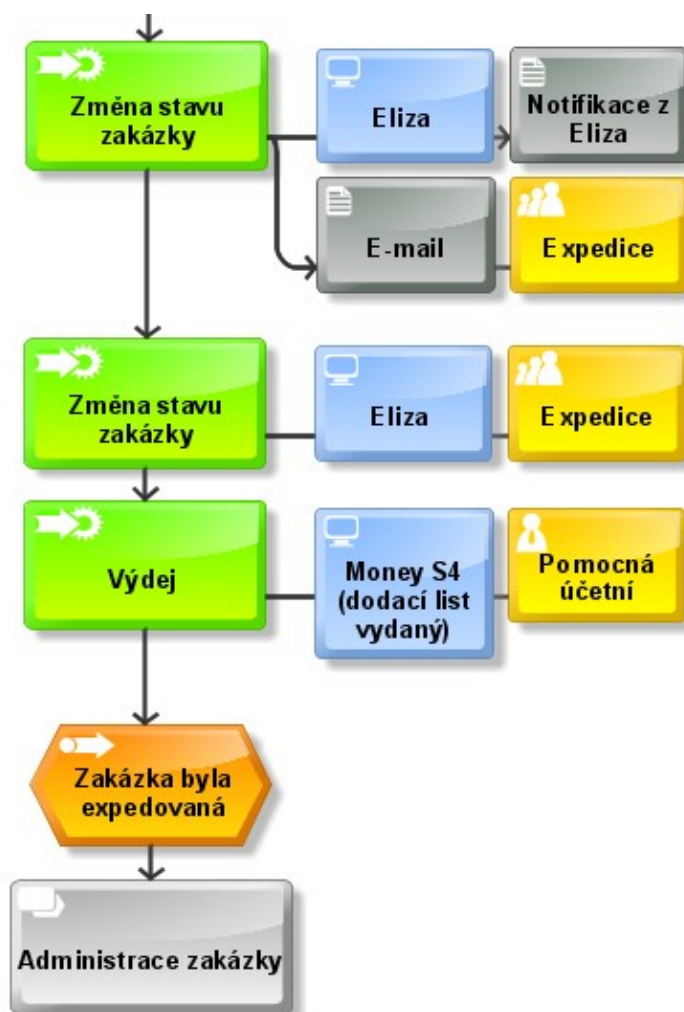 Změna stavu
zakázky
Eliza
Notifikace z
Eliza
E-mail
Expedice
Změna stavu
zakázky
Eliza
Expedice
Výdej
Money S4
(dodací list
vydaný)
Pomocná
účetní
Zakázka byla
expedovaná
Administrace zakázky